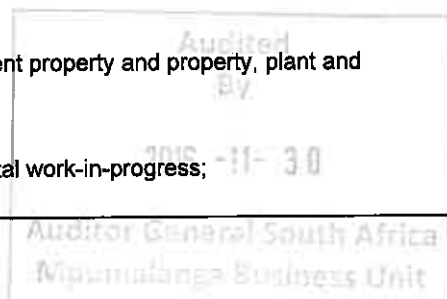 Audited
ent property and property, plant and
By
2016 -11- 30
tal work-in-progress;
Auditor General South Africa
Mpumalanga Business Unit